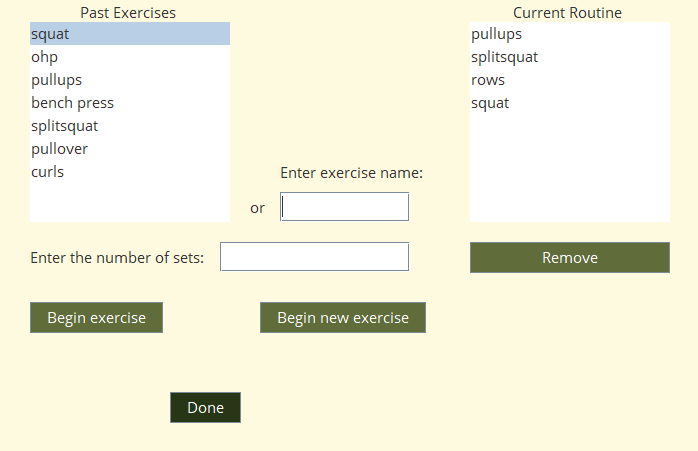 Past Exercises
squat
ohp
pullups
bench press
splitsquat
pullover
curls
Current Routine
pullups
splitsquat
rows
squat
Enter exercise name:
or
Enter the number of sets:
Remove
Begin exercise
Begin new exercise
Done